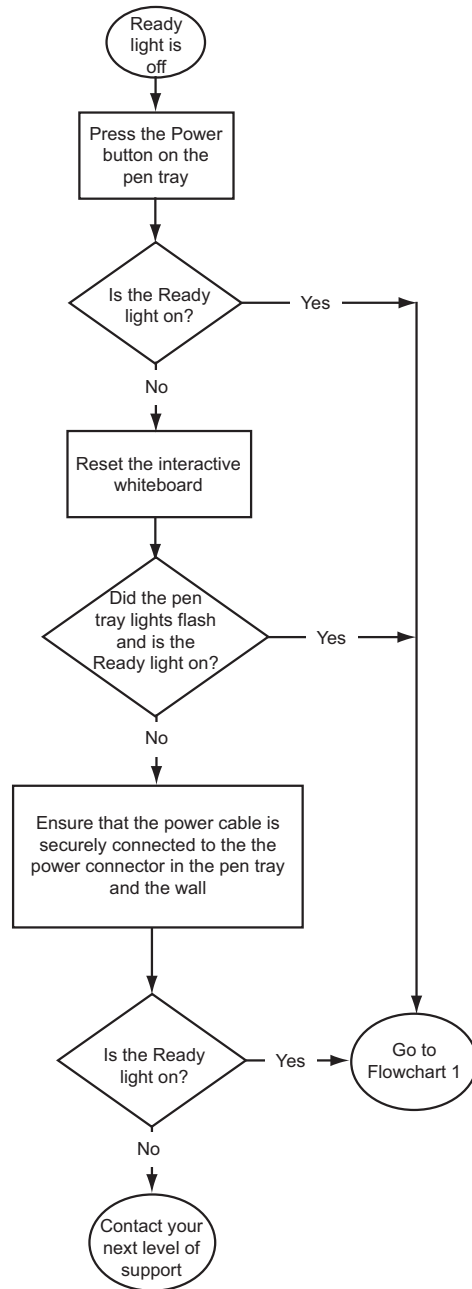 Ready
light is
off
Press the Power
button on the
pen tray
Is the Ready
light on?
Yes
No
Reset the interactive
whiteboard
Did the pen
tray lights flash
and is the
Ready light on?
Yes
No
Ensure that the power cable is
securely connected to the the
power connector in the pen tray
and the wall
Is the Ready
light on?
Yes
Go to
Flowchart 1
No
Contact your
next level of
support